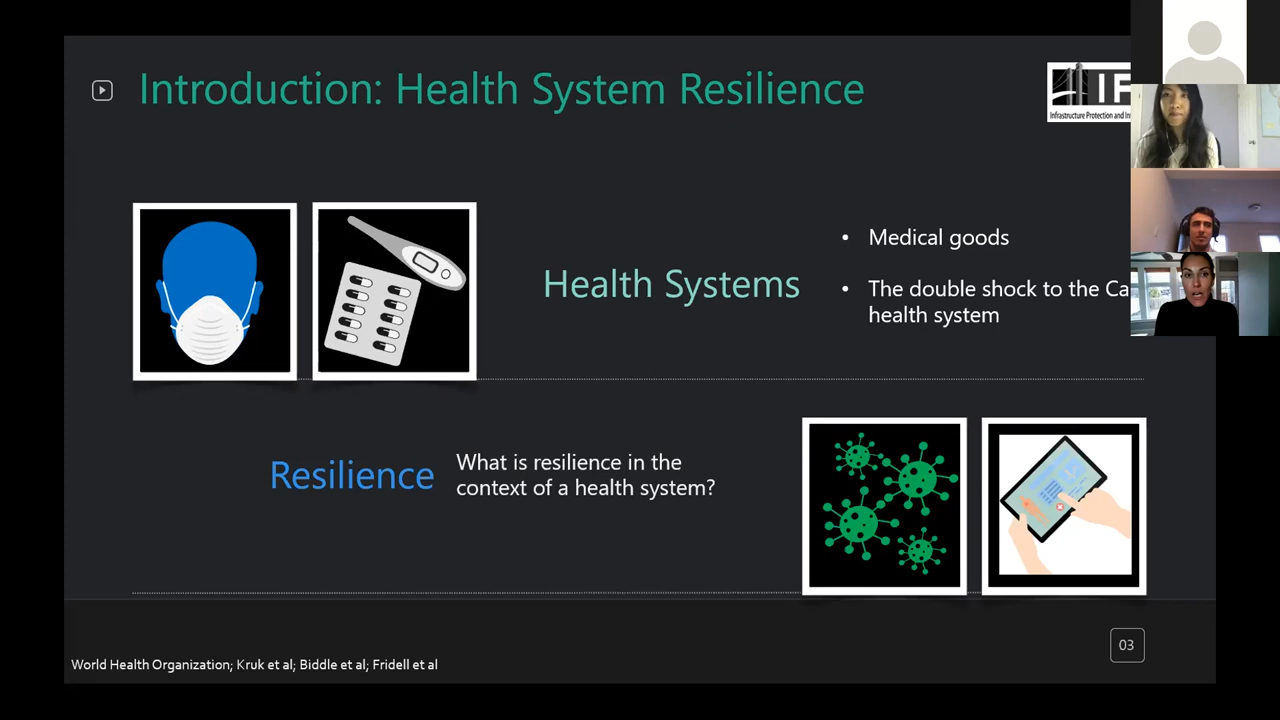 Introduction: Health System Resilience
Infrastructure Protection and
Medical goods
Health Systems
The double shock to the
health system
Resilience
What is resilience in the
context of a health system?
03
World Health Organization; Kruk et al; Biddle et al; Fridell et al